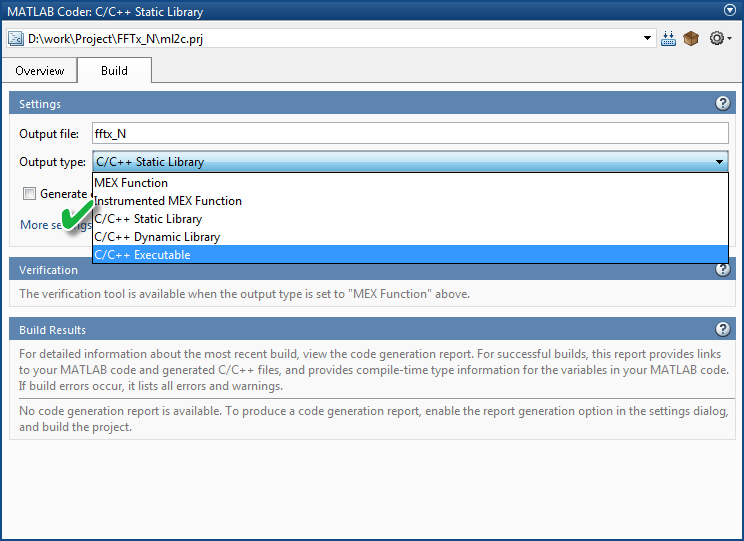 MATLAB Coder: C/C++ Static Library
D:\work\Project\FFTx_N\ml2c.prj
Overview Build
Settings
Output file: fftx_N
Output type: C/C++ Static Library
MEX Function
Generate Instrumented MEX Function
C/C++ Static Library
More settings
C/C++ Dynamic Library
C/C++ Executable
Verification
The verification tool is available when the output type is set to "MEX Function" above.
Build Results
For detailed information about the most recent build, view the code generation report. For successful builds, this report provides links
to your MATLAB code and generated C/C++ files, and provides compile-time type information for the variables in your MATLAB code.
If build errors occur, it lists all errors and warnings.
No code generation report is available. To produce a code generation report, enable the report generation option in the settings dialog,
and build the project.